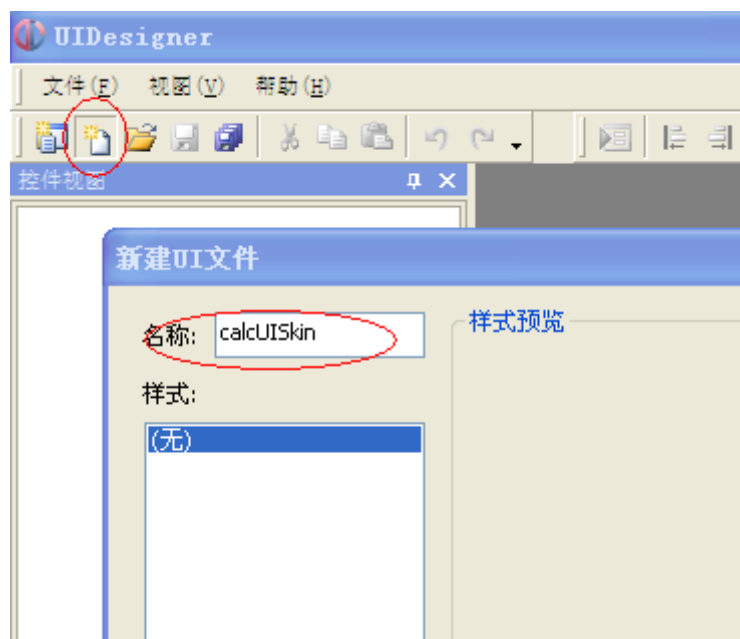 UIDesigner
文件(F) 视图(V) 帮助(H)
控件视图
新建UI文件
名称: calcUISkin
样式预览
样式:
(无)